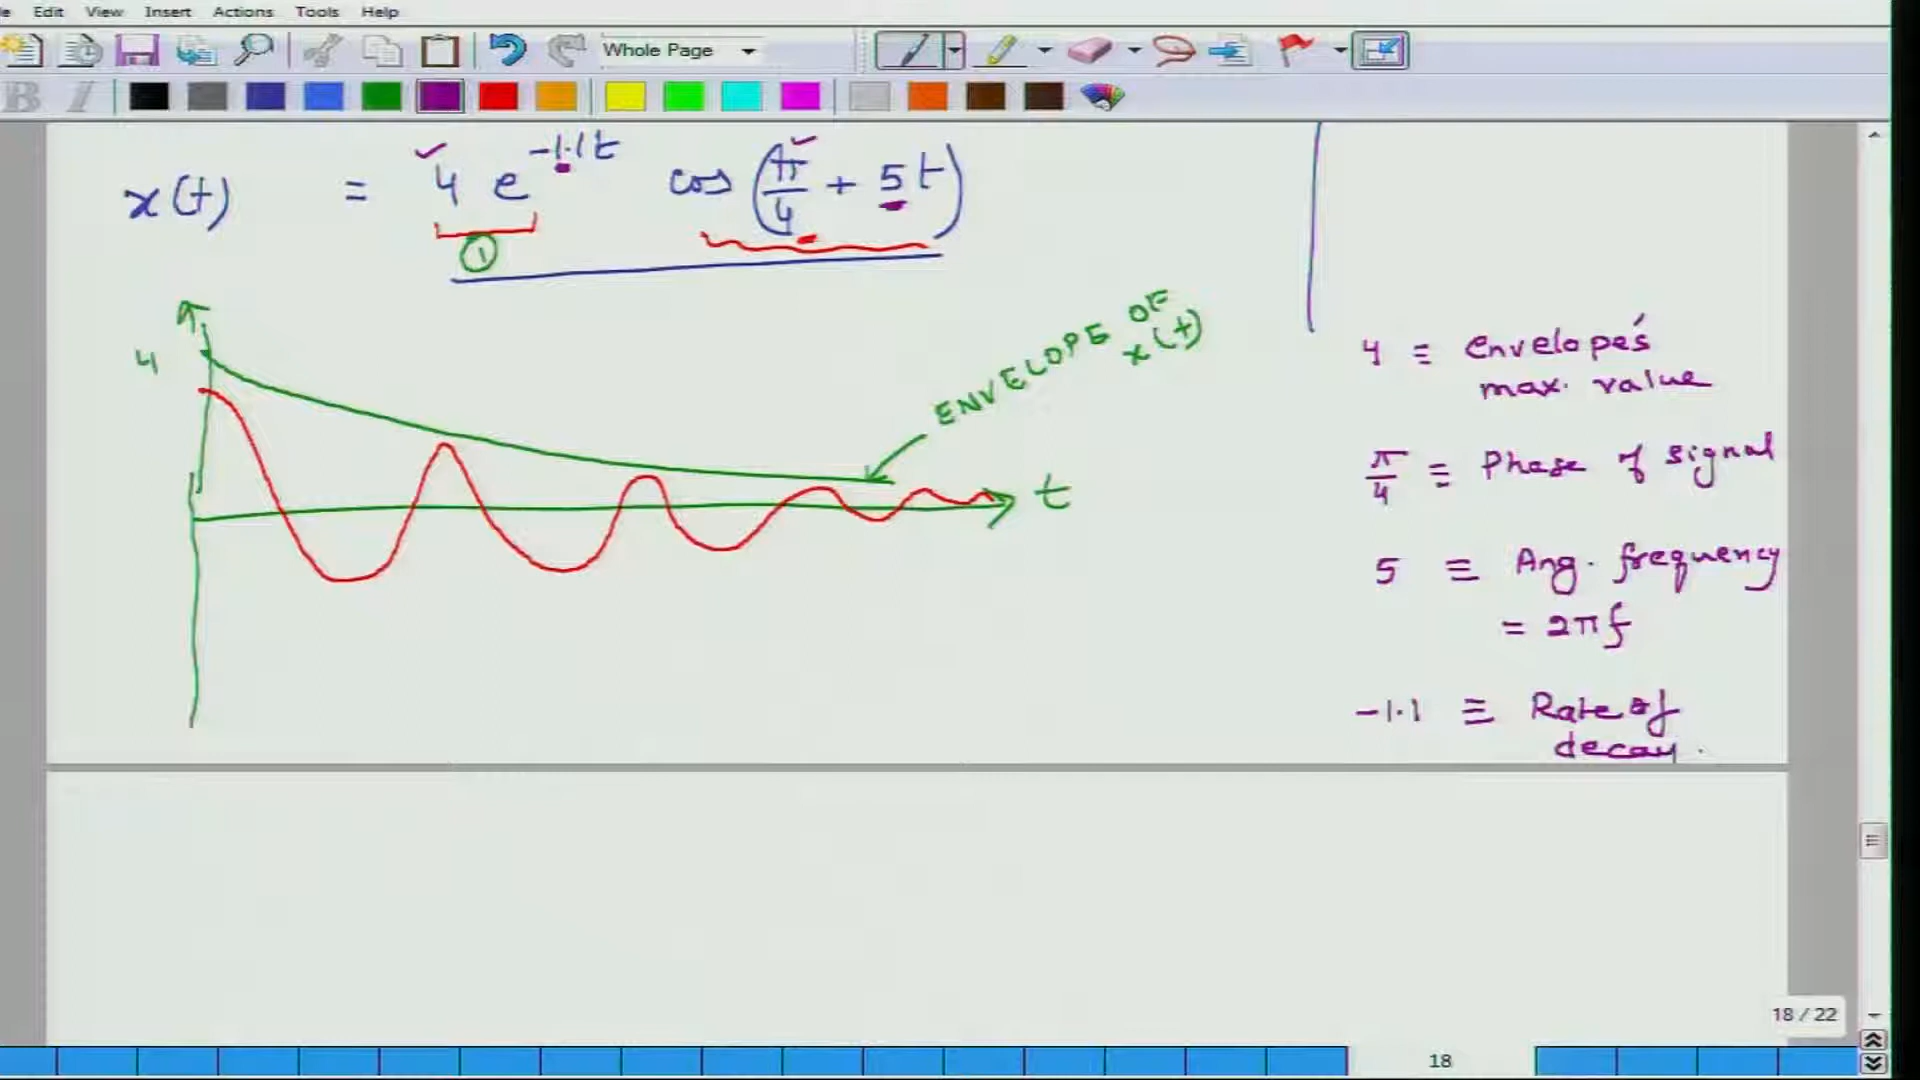 Edit View Insert Actions Tools Help
Whole Page
B I
x(t) = 4 e^{-1.1t} cos(π/4 + 5t)
①
4
ENVELOPE OF
x(t)
t
4 ≡ Envelope's
max. value
π/4 ≡ Phase of signal
5 ≡ Ang. frequency
= 2πf
-1.1 ≡ Rate of
decay.
18 / 22
18